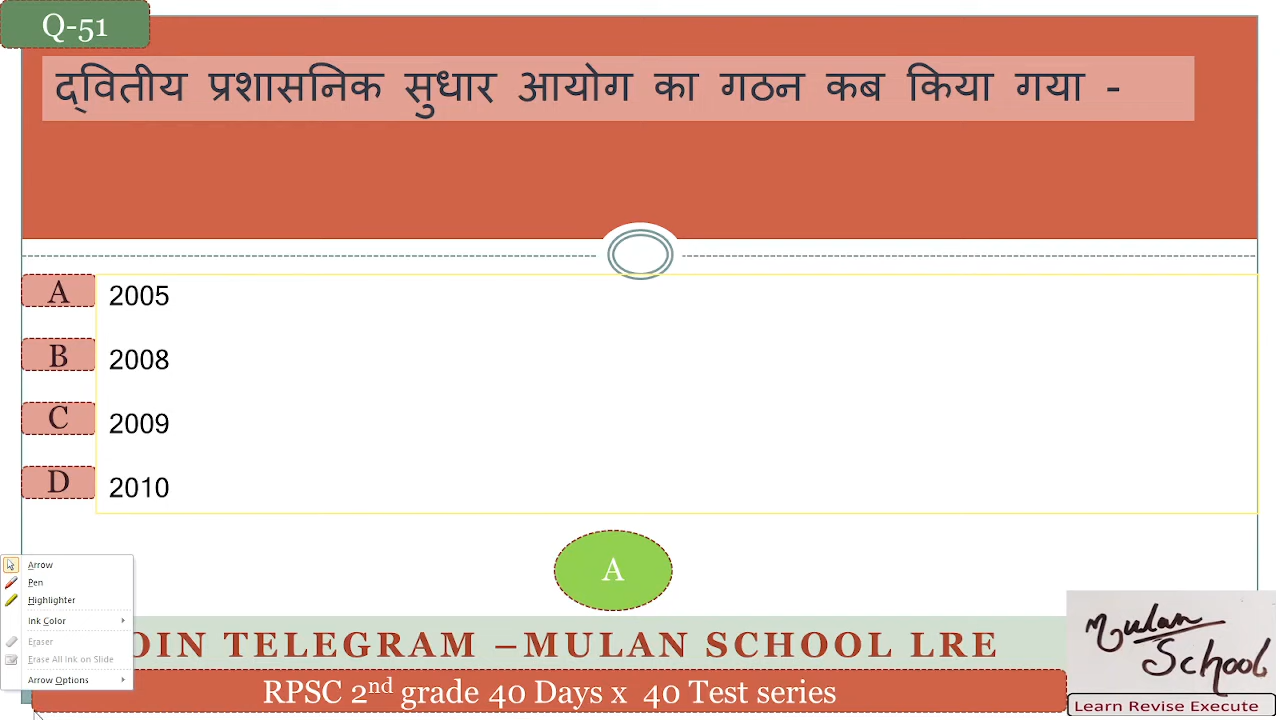 Q-51
द्वितीय प्रशासनिक सुधार आयोग का गठन कब किया गया -
A 2005
B 2008
C 2009
D 2010
A
Arrow
Pen
Highlighter
Ink Color
Eraser
Erase All Ink on Slide
Arrow Options
OIN TELEGRAM –MULAN SCHOOL LRE
RPSC 2nd grade 40 Days x 40 Test series
Mulan
School
Learn Revise Execute